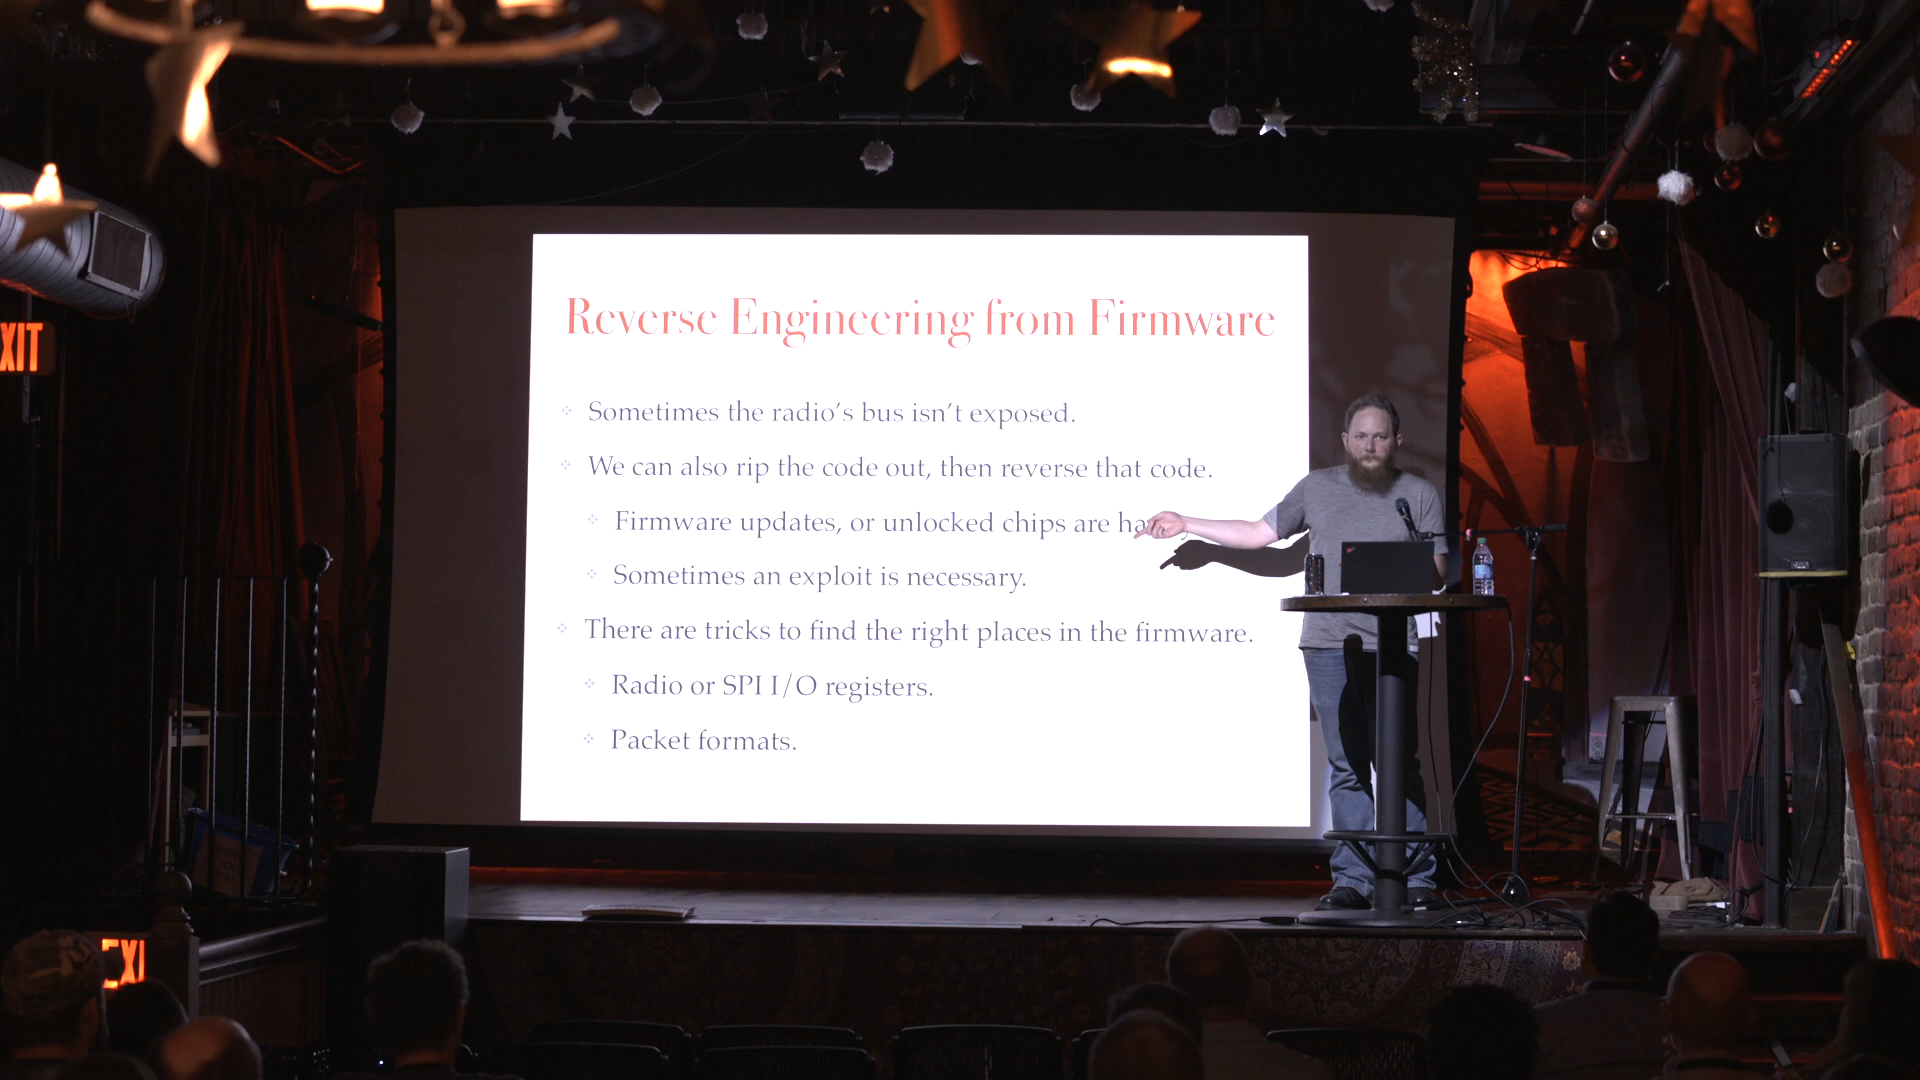 Reverse Engineering from Firmware
Sometimes the radio's bus isn't exposed.
We can also rip the code out, then reverse that code.
Firmware updates, or unlocked chips are
Sometimes an exploit is necessary.
There are tricks to find the right places in the firmware.
Radio or SPI I/O registers.
Packet formats.
XIT
EXI